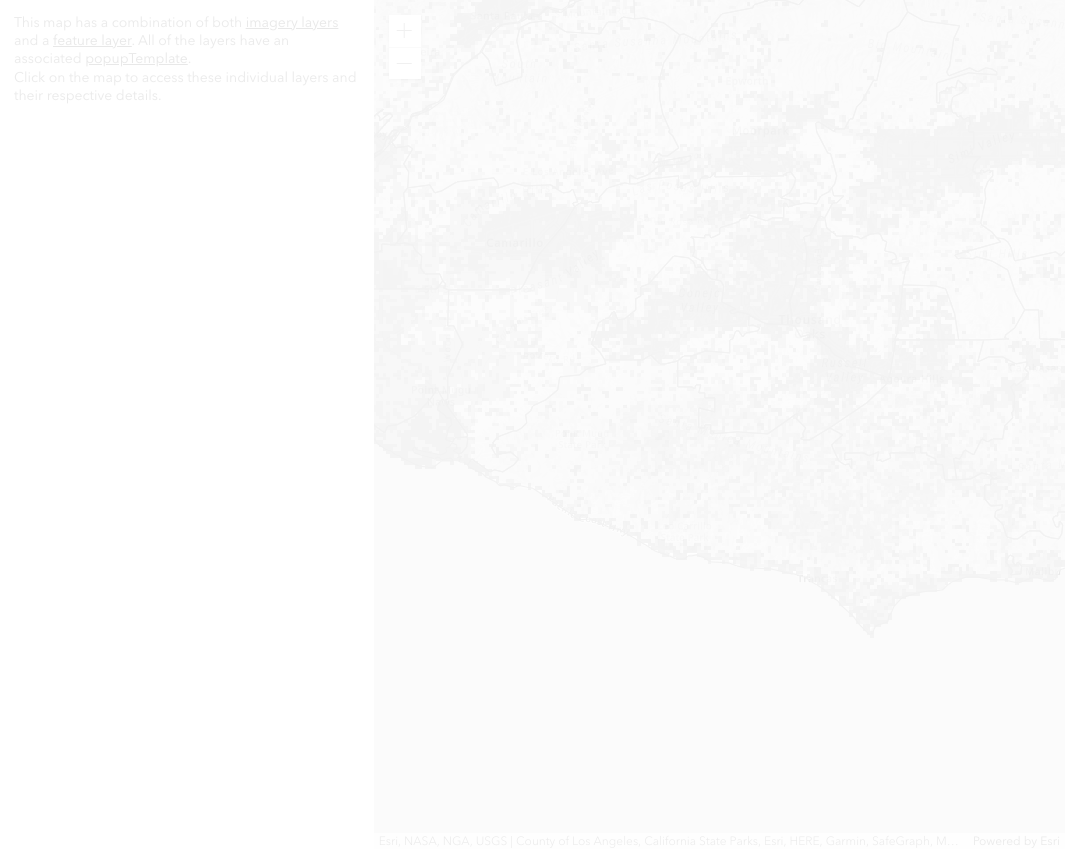 This map has a combination of both imagery layers
and a feature layer. All of the layers have an
associated popupTemplate.
Click on the map to access these individual layers and
their respective details.
Esri, NASA, NGA, USGS | County of Los Angeles, California State Parks, Esri, HERE, Garmin, SafeGraph, M...
Powered by Esri